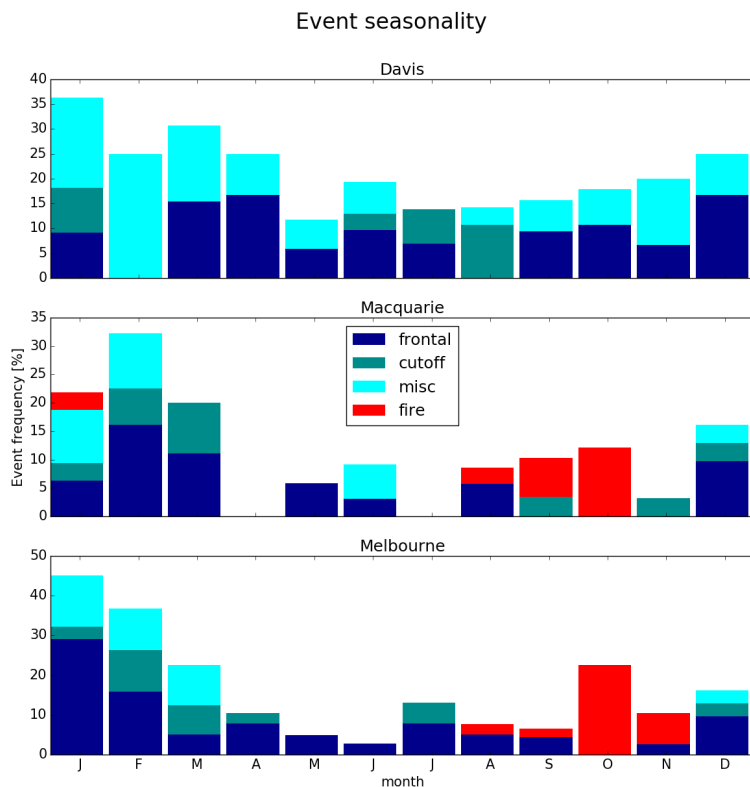 Event seasonality
Davis
40
35
30
25
20
15
10
5
0
Macquarie
35
30
25
20
15
10
5
0
frontal
cutoff
misc
fire
Event frequency [%]
Melbourne
50
40
30
20
10
0
J F M A M J J A S O N D
month